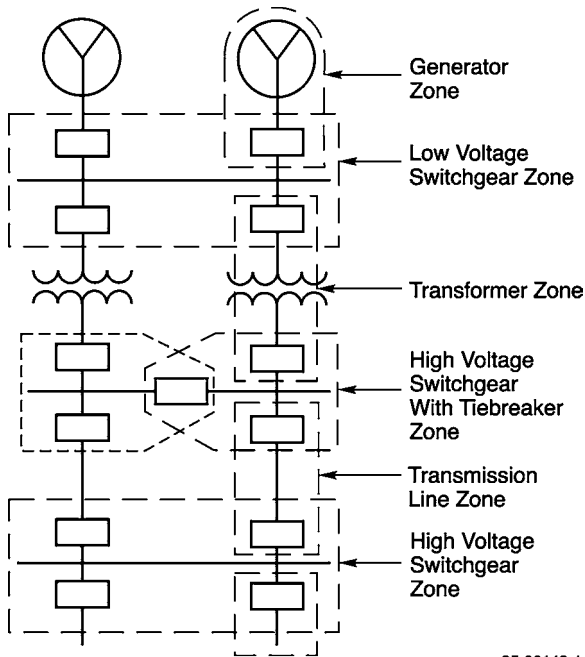 Generator
Zone
Low Voltage
Switchgear Zone
Transformer Zone
High Voltage
Switchgear
With Tiebreaker
Zone
Transmission
Line Zone
High Voltage
Switchgear
Zone